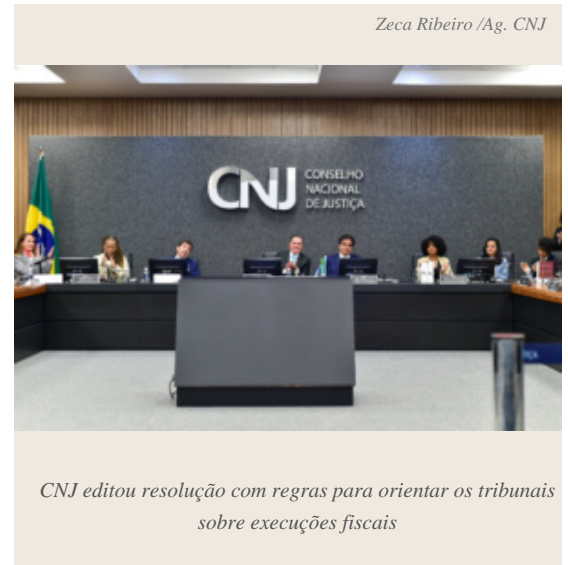 Zeca Ribeiro /Ag. CNJ
CNJ
CONSELHO
NACIONAL
DE JUSTIÇA
CNJ editou resolução com regras para orientar os tribunais
sobre execuções fiscais